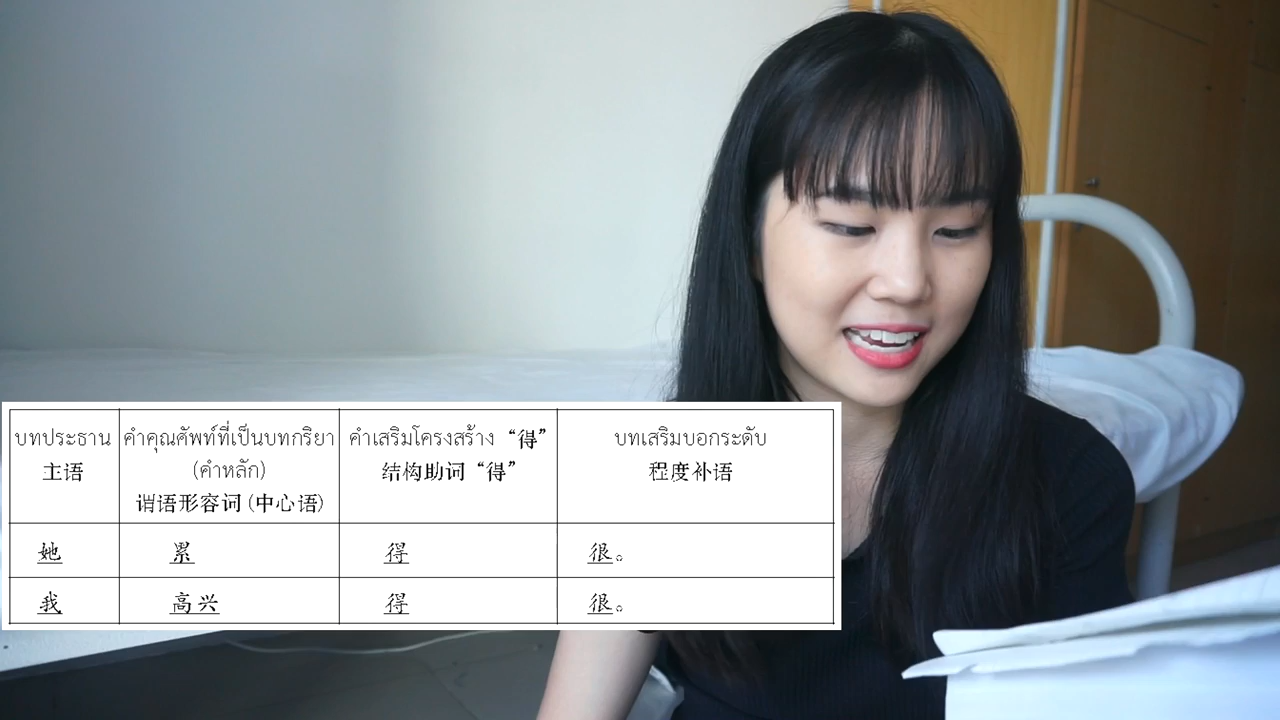 บทประธาน
主语
คำคุณศัพท์ที่เป็นบทกริยา
(คำหลัก)
谓语形容词(中心语)
คำเสริมโครงสร้าง “得”
结构助词“得”
บทเสริมบอกระดับ
程度补语
她 累 得 很。
我 高兴 得 很。